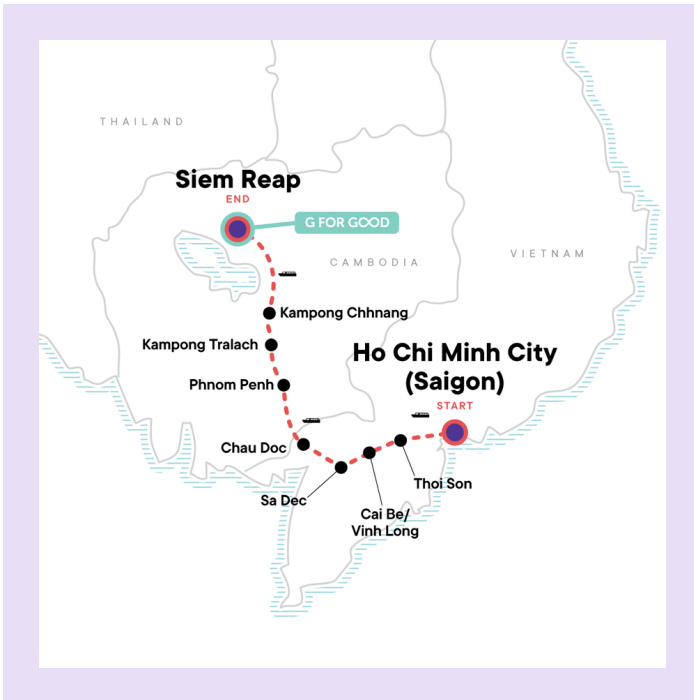 THAILAND
Siem Reap
END
G FOR GOOD
CAMBODIA
VIETNAM
Kampong Chhnang
Kampong Tralach
Ho Chi Minh City
(Saigon)
START
Phnom Penh
Chau Doc
Thoi Son
Sa Dec
Cai Be/
Vinh Long